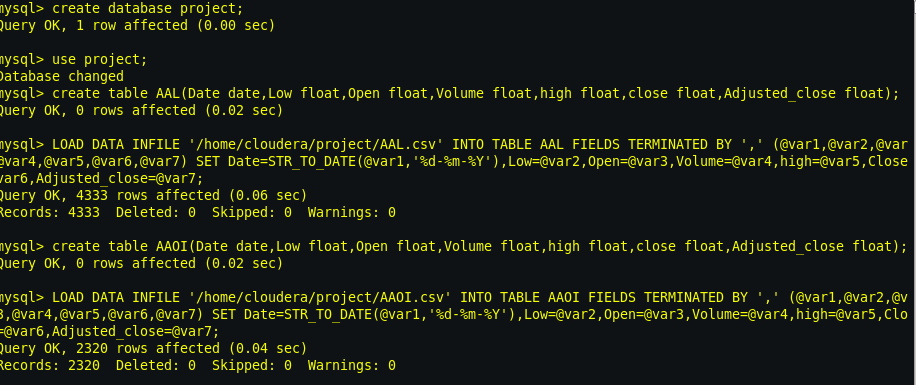 mysql> create database project;
Query OK, 1 row affected (0.00 sec)
mysql> use project;
Database changed
mysql> create table AAL(Date date,Low float,Open float,Volume float,high float,close float,Adjusted_close float);
Query OK, 0 rows affected (0.02 sec)
mysql> LOAD DATA INFILE '/home/cloudera/project/AAL.csv' INTO TABLE AAL FIELDS TERMINATED BY ',' (@var1,@var2,@var
@var4,@var5,@var6,@var7) SET Date=STR_TO_DATE(@var1,'%d-%m-%Y'),Low=@var2,Open=@var3,Volume=@var4,high=@var5,Close
var6,Adjusted_close=@var7;
Query OK, 4333 rows affected (0.06 sec)
Records: 4333  Deleted: 0  Skipped: 0  Warnings: 0
mysql> create table AAOI(Date date,Low float,Open float,Volume float,high float,close float,Adjusted_close float);
Query OK, 0 rows affected (0.02 sec)
mysql> LOAD DATA INFILE '/home/cloudera/project/AAOI.csv' INTO TABLE AAOI FIELDS TERMINATED BY ',' (@var1,@var2,@v
3,@var4,@var5,@var6,@var7) SET Date=STR_TO_DATE(@var1,'%d-%m-%Y'),Low=@var2,Open=@var3,Volume=@var4,high=@var5,Clo
=@var6,Adjusted_close=@var7;
Query OK, 2320 rows affected (0.04 sec)
Records: 2320  Deleted: 0  Skipped: 0  Warnings: 0